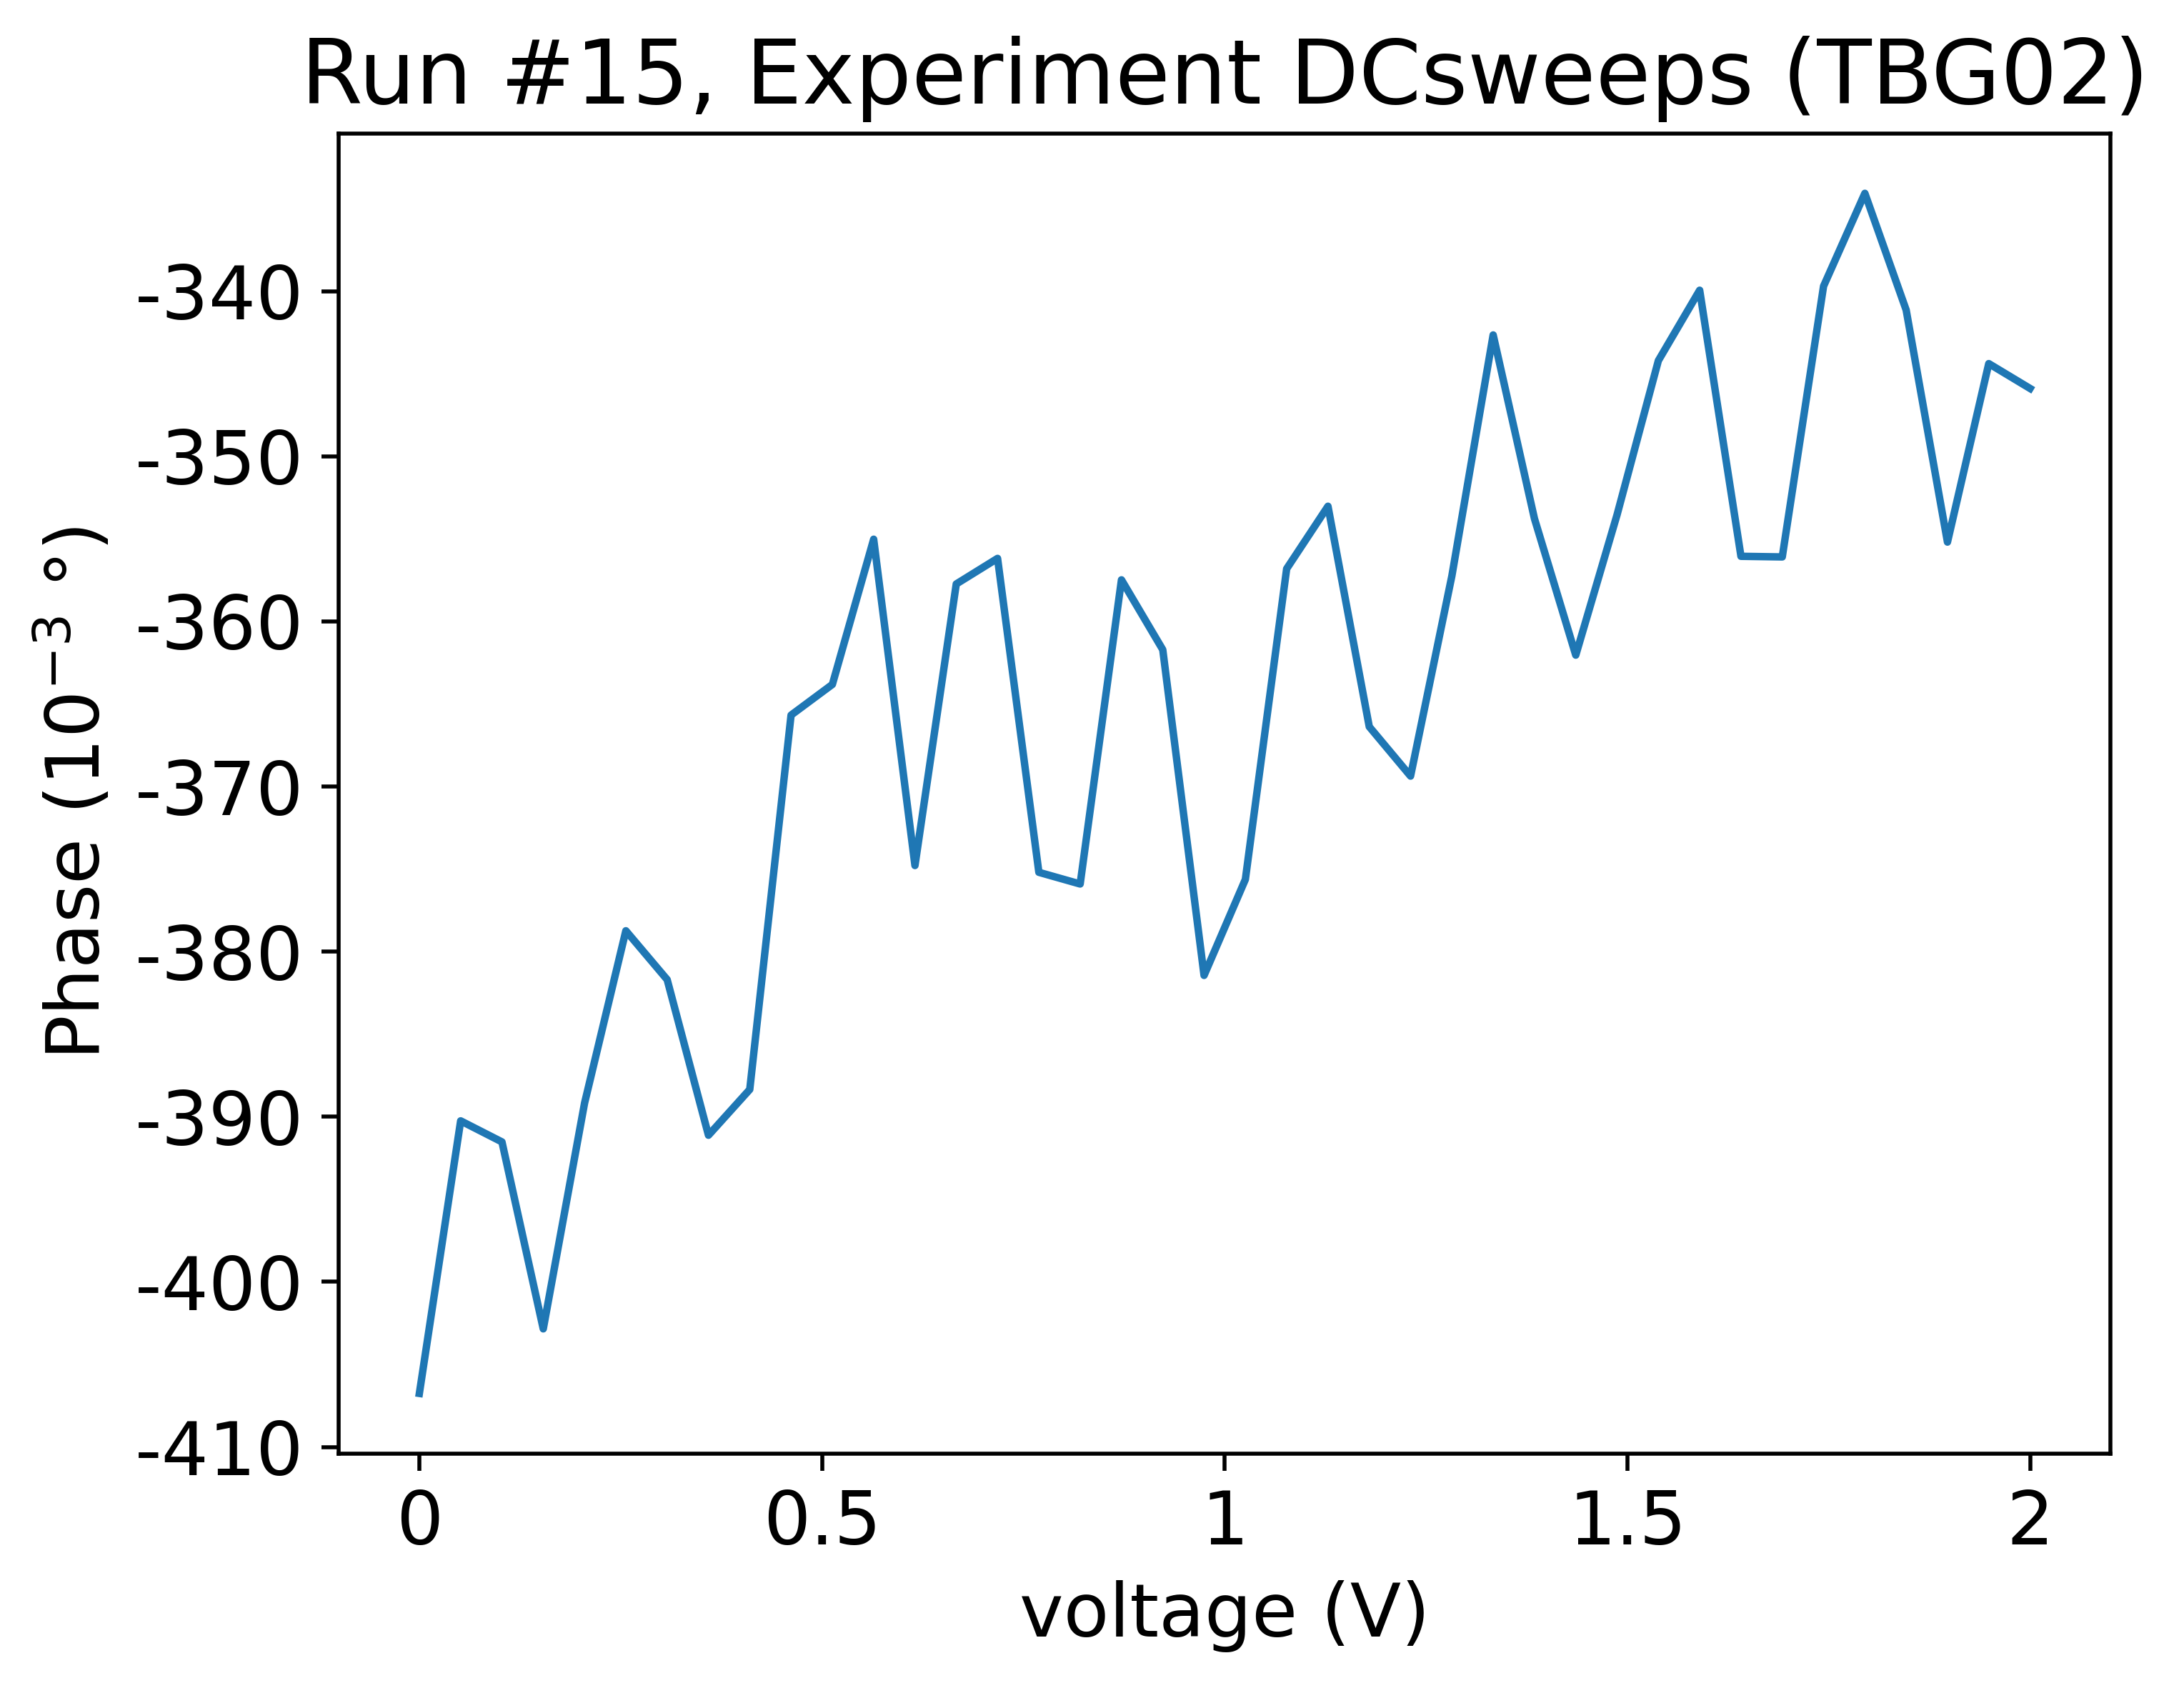 Run #15, Experiment DCsweeps (TBG02)
Phase (10⁻³ °)
-340
-350
-360
-370
-380
-390
-400
-410
0 0.5 1 1.5 2
voltage (V)